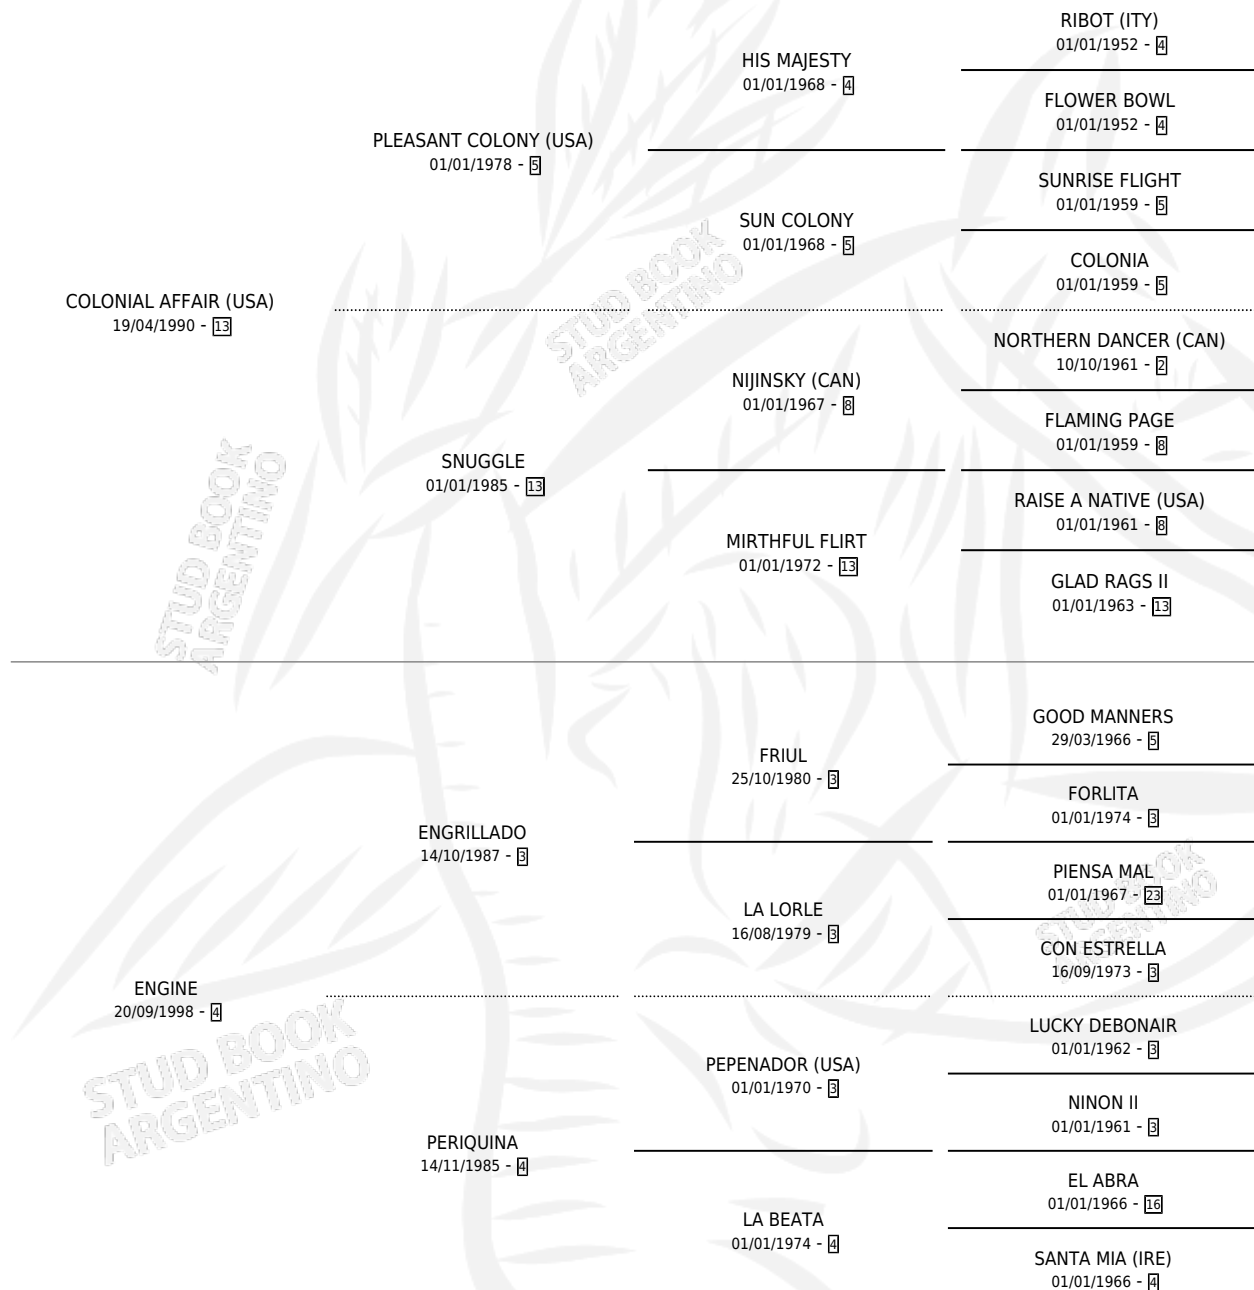 RIBOT (ITY)
01/01/1952 - 4
HIS MAJESTY
01/01/1968 - 4
FLOWER BOWL
01/01/1952 - 4
PLEASANT COLONY (USA)
01/01/1978 - 5
SUNRISE FLIGHT
01/01/1959 - 5
SUN COLONY
01/01/1968 - 5
COLONIA
01/01/1959 - 5
COLONIAL AFFAIR (USA)
19/04/1990 - 13
NORTHERN DANCER (CAN)
10/10/1961 - 2
NIJINSKY (CAN)
01/01/1967 - 8
FLAMING PAGE
01/01/1959 - 8
SNUGGLE
01/01/1985 - 13
RAISE A NATIVE (USA)
01/01/1961 - 8
MIRTHFUL FLIRT
01/01/1972 - 13
GLAD RAGS II
01/01/1963 - 13
GOOD MANNERS
29/03/1966 - 5
FRIUL
25/10/1980 - 3
FORLITA
01/01/1974 - 3
ENGRILLADO
14/10/1987 - 3
PIENSA MAL
01/01/1967 - 23
LA LORLE
16/08/1979 - 3
CON ESTRELLA
16/09/1973 - 3
ENGINE
20/09/1998 - 4
LUCKY DEBONAIR
01/01/1962 - 3
PEPENADOR (USA)
01/01/1970 - 3
NINON II
01/01/1961 - 3
PERIQUINA
14/11/1985 - 4
EL ABRA
01/01/1966 - 16
LA BEATA
01/01/1974 - 4
SANTA MIA (IRE)
01/01/1966 - 4
STUD BOOK
ARGENTINO
STUD BOOK
ARGENTINO
STUD BOOK
ARGENTINO
STUD BOOK
ARGENTINO